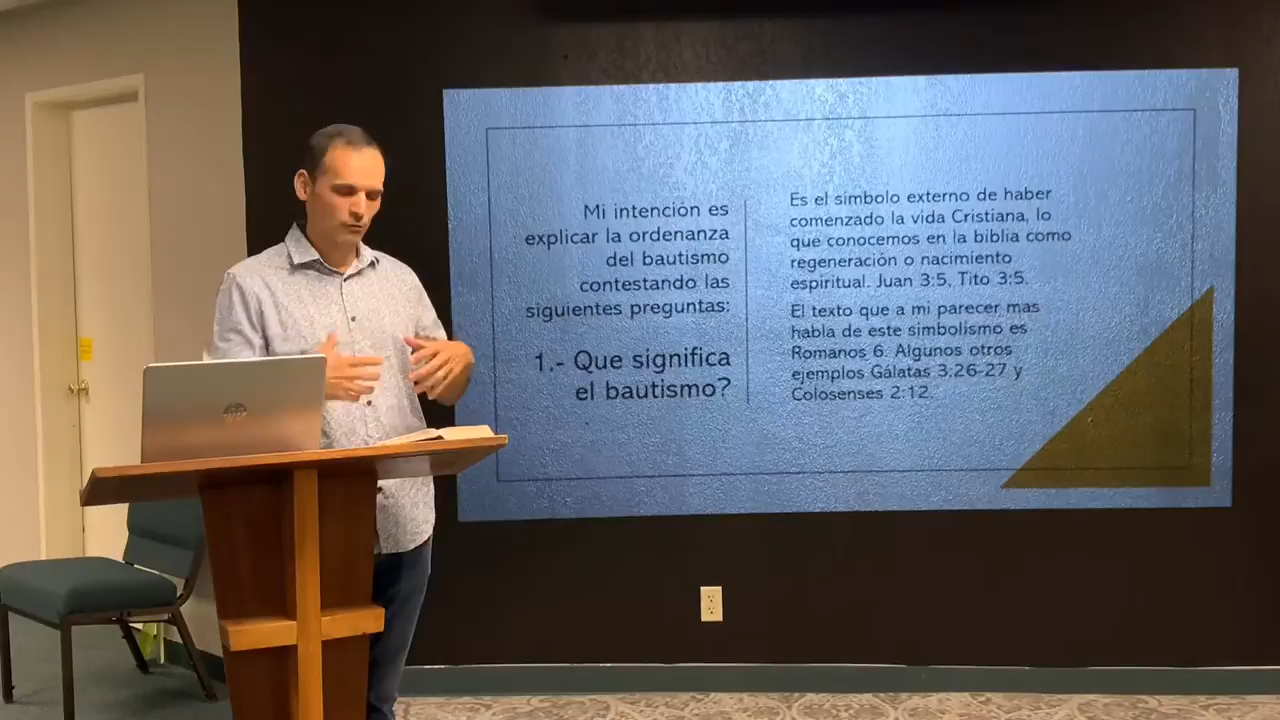 Mi intención es
explicar la ordenanza
del bautismo
contestando las
siguientes preguntas:
1.- Que significa
el bautismo?
Es el simbolo externo de haber
comenzado la vida Cristiana, lo
que conocemos en la biblia como
regeneración o nacimiento
espiritual. Juan 3:5, Tito 3:5.
El texto que a mi parecer mas
habla de este simbolismo es
Romanos 6. Algunos otros
ejemplos Gálatas 3:26-27 y
Colosenses 2:12.